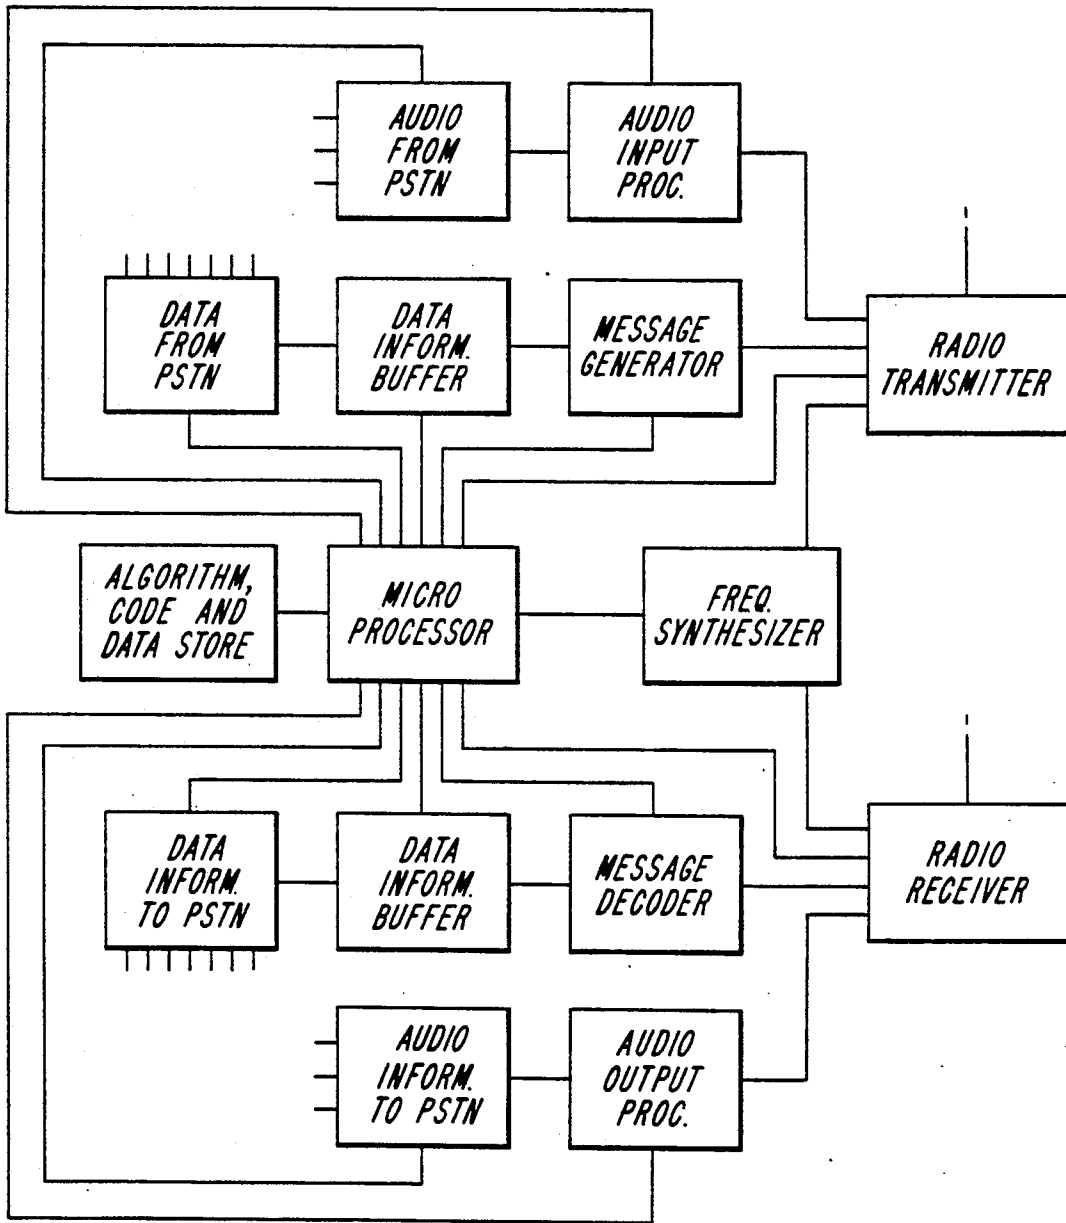 AUDIO
FROM
PSTN
AUDIO
INPUT
PROC.
DATA
FROM
PSTN
DATA
INFORM.
BUFFER
MESSAGE
GENERATOR
RADIO
TRANSMITTER
ALGORITHM,
CODE AND
DATA STORE
MICRO
PROCESSOR
FREQ.
SYNTHESIZER
DATA
INFORM.
TO PSTN
DATA
INFORM.
BUFFER
MESSAGE
DECODER
RADIO
RECEIVER
AUDIO
INFORM.
TO PSTN
AUDIO
OUTPUT
PROC.